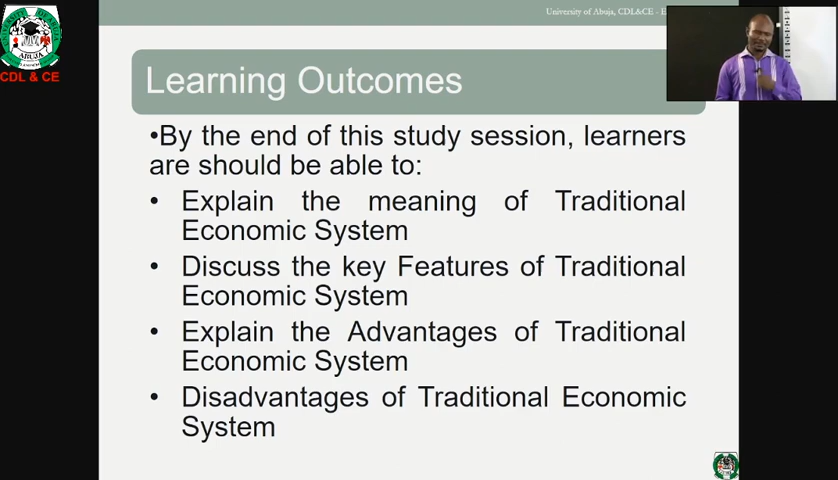 University of Abuja, CDL&CE - E
CDL & CE
Learning Outcomes
•By the end of this study session, learners
are should be able to:
• Explain the meaning of Traditional
Economic System
• Discuss the key Features of Traditional
Economic System
• Explain the Advantages of Traditional
Economic System
• Disadvantages of Traditional Economic
System